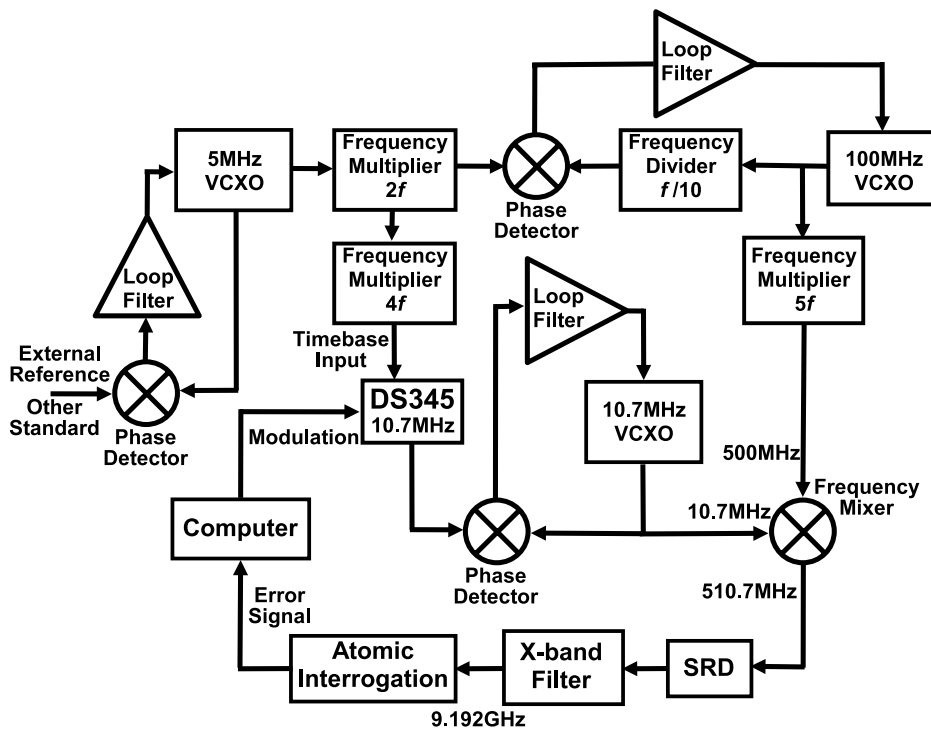 Loop
Filter
5MHz
VCXO
Frequency
Multiplier
2f
Phase
Detector
Frequency
Divider
f/10
100MHz
VCXO
Loop
Filter
Frequency
Multiplier
4f
Loop
Filter
Frequency
Multiplier
5f
Timebase
Input
External
Reference
Other
Standard
Phase
Detector
Modulation
DS345
10.7MHz
10.7MHz
VCXO
500MHz
Computer
Phase
Detector
10.7MHz
Frequency
Mixer
510.7MHz
Error
Signal
Atomic
Interrogation
X-band
Filter
SRD
9.192GHz